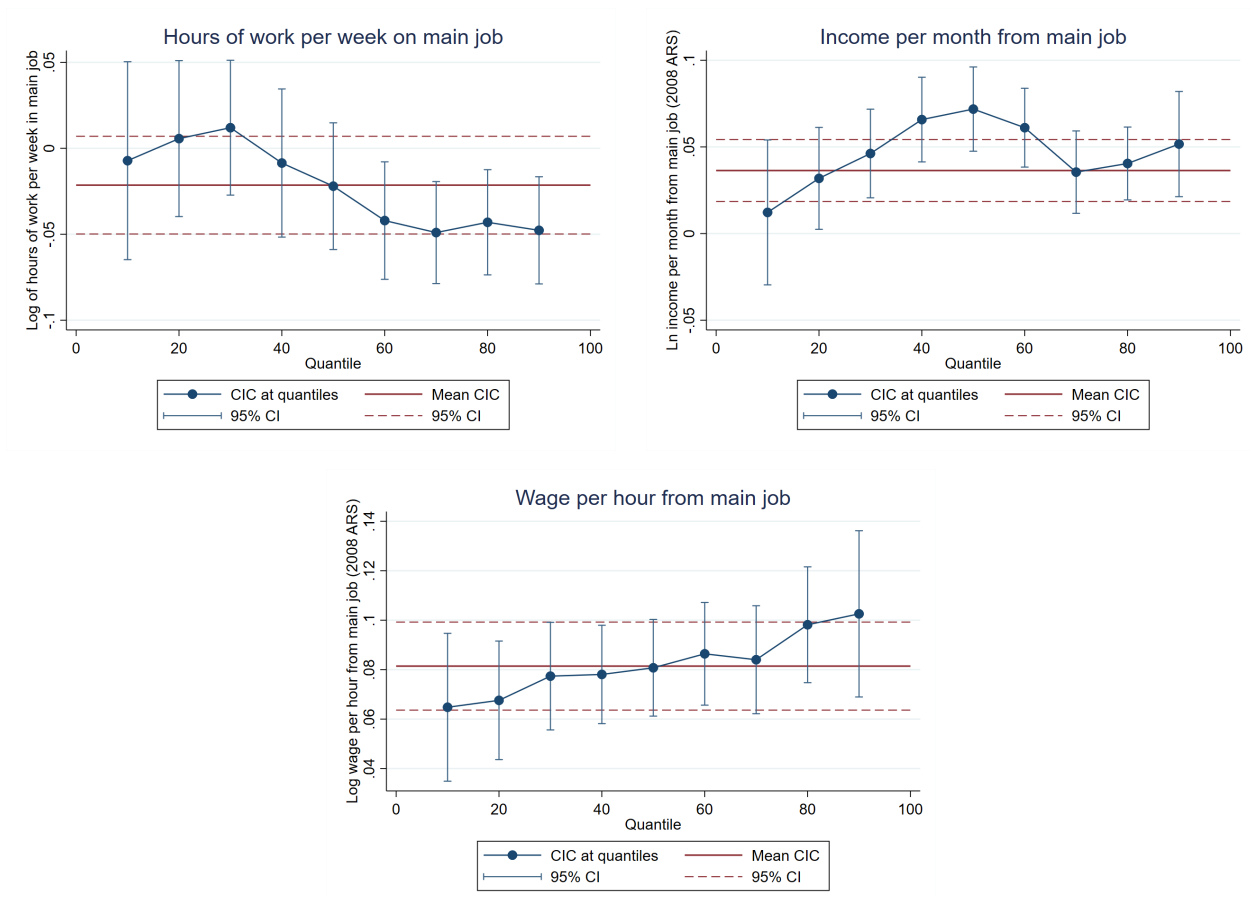 Hours of work per week on main job
Log of hours of work per week in main job
.05
0
-.05
-.1
0 20 40 60 80 100
Quantile
CIC at quantiles Mean CIC
95% CI 95% CI
Income per month from main job
Ln income per month from main job (2008 ARS)
.1
.05
0
-.05
0 20 40 60 80 100
Quantile
CIC at quantiles Mean CIC
95% CI 95% CI
Wage per hour from main job
Log wage per hour from main job (2008 ARS)
.14
.12
.1
.08
.06
.04
0 20 40 60 80 100
Quantile
CIC at quantiles Mean CIC
95% CI 95% CI